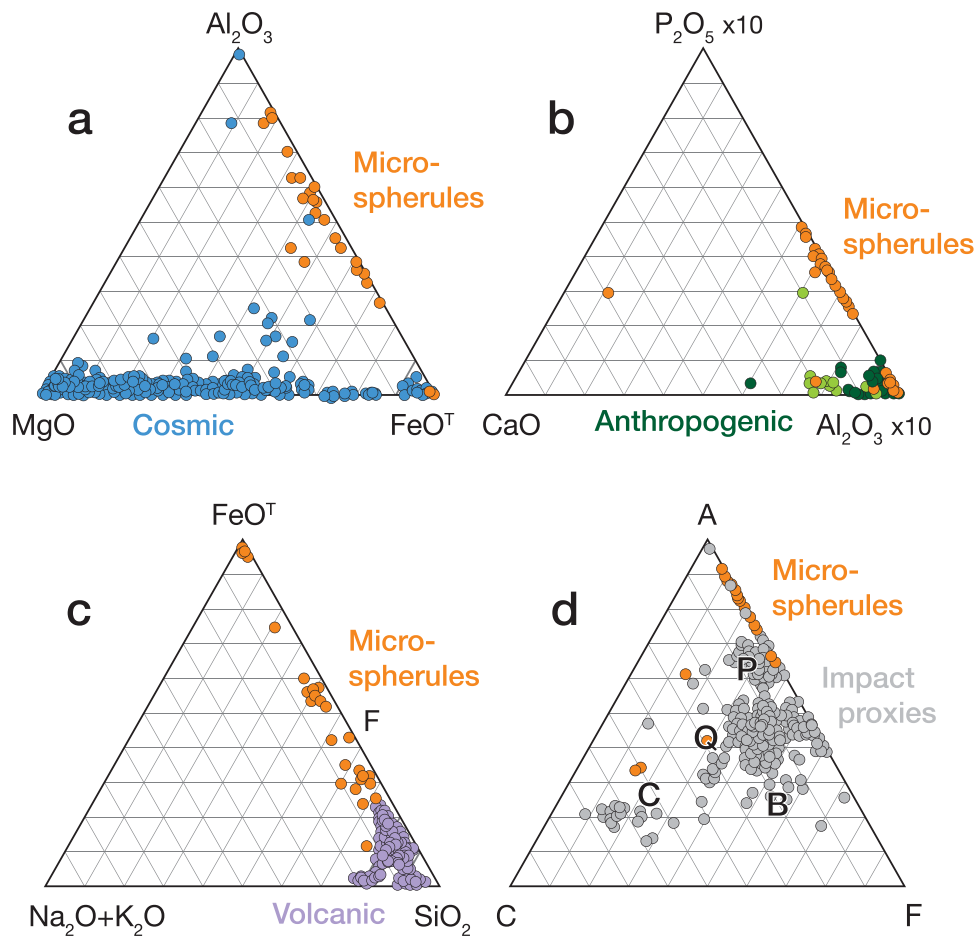 Al₂O₃
a
Micro-
spherules
MgO
Cosmic
FeOᵀ
P₂O₅ x10
b
Micro-
spherules
CaO
Anthropogenic
Al₂O₃ x10
FeOᵀ
c
Micro-
spherules
F
Na₂O+K₂O
Volcanic
SiO₂
A
d
Micro-
spherules
P
Impact
proxies
Q
C
B
C
F